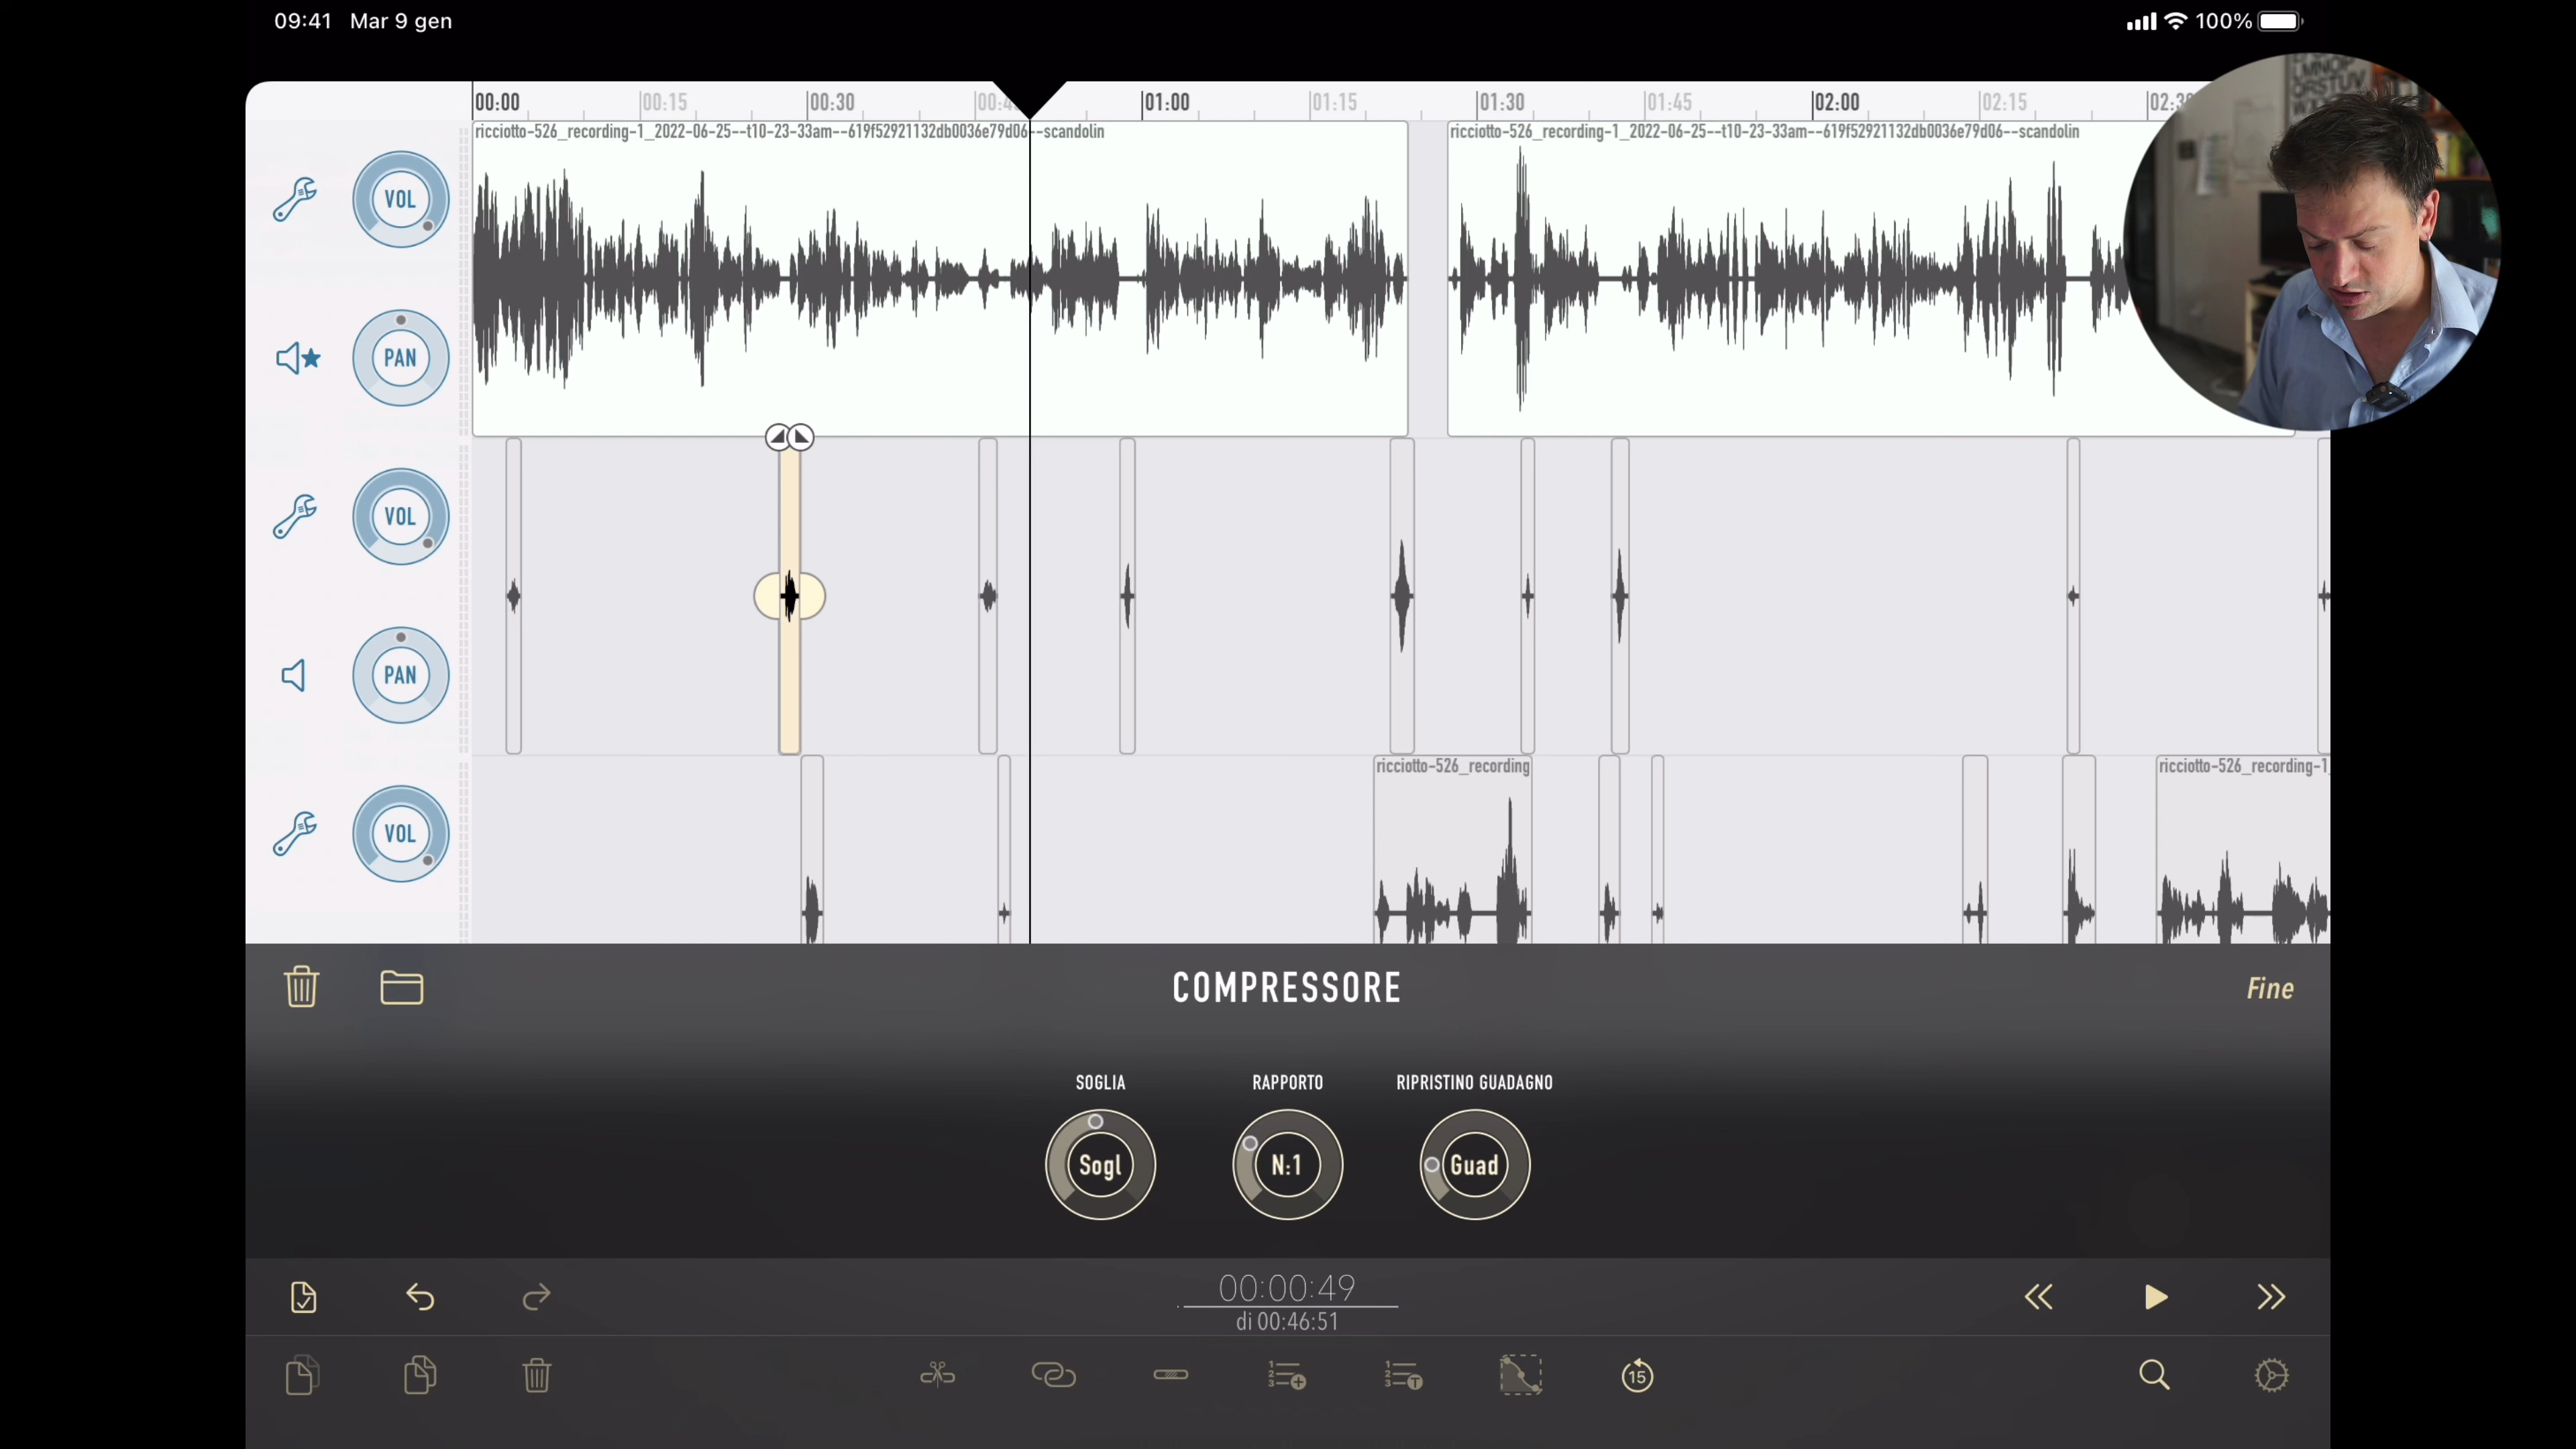 09:41 Mar 9 gen
100%
00:00 00:15 00:30 01:00 01:15 01:30 01:45 02:00 02:15
ricciotto-526_recording-1_2022-06-25--t10-23-33am--619f52921132db0036e79d06--scandolin
ricciotto-526_recording-1_2022-06-25--t10-23-33am--619f52921132db0036e79d06--scandolin
VOL
PAN
VOL
PAN
ricciotto-526_recording
ricciotto-526_recording-1
VOL
COMPRESSORE
Fine
SOGLIA RAPPORTO RIPRISTINO GUADAGNO
Sogl N:1 Guad
00:00:49
di 00:46:51
15